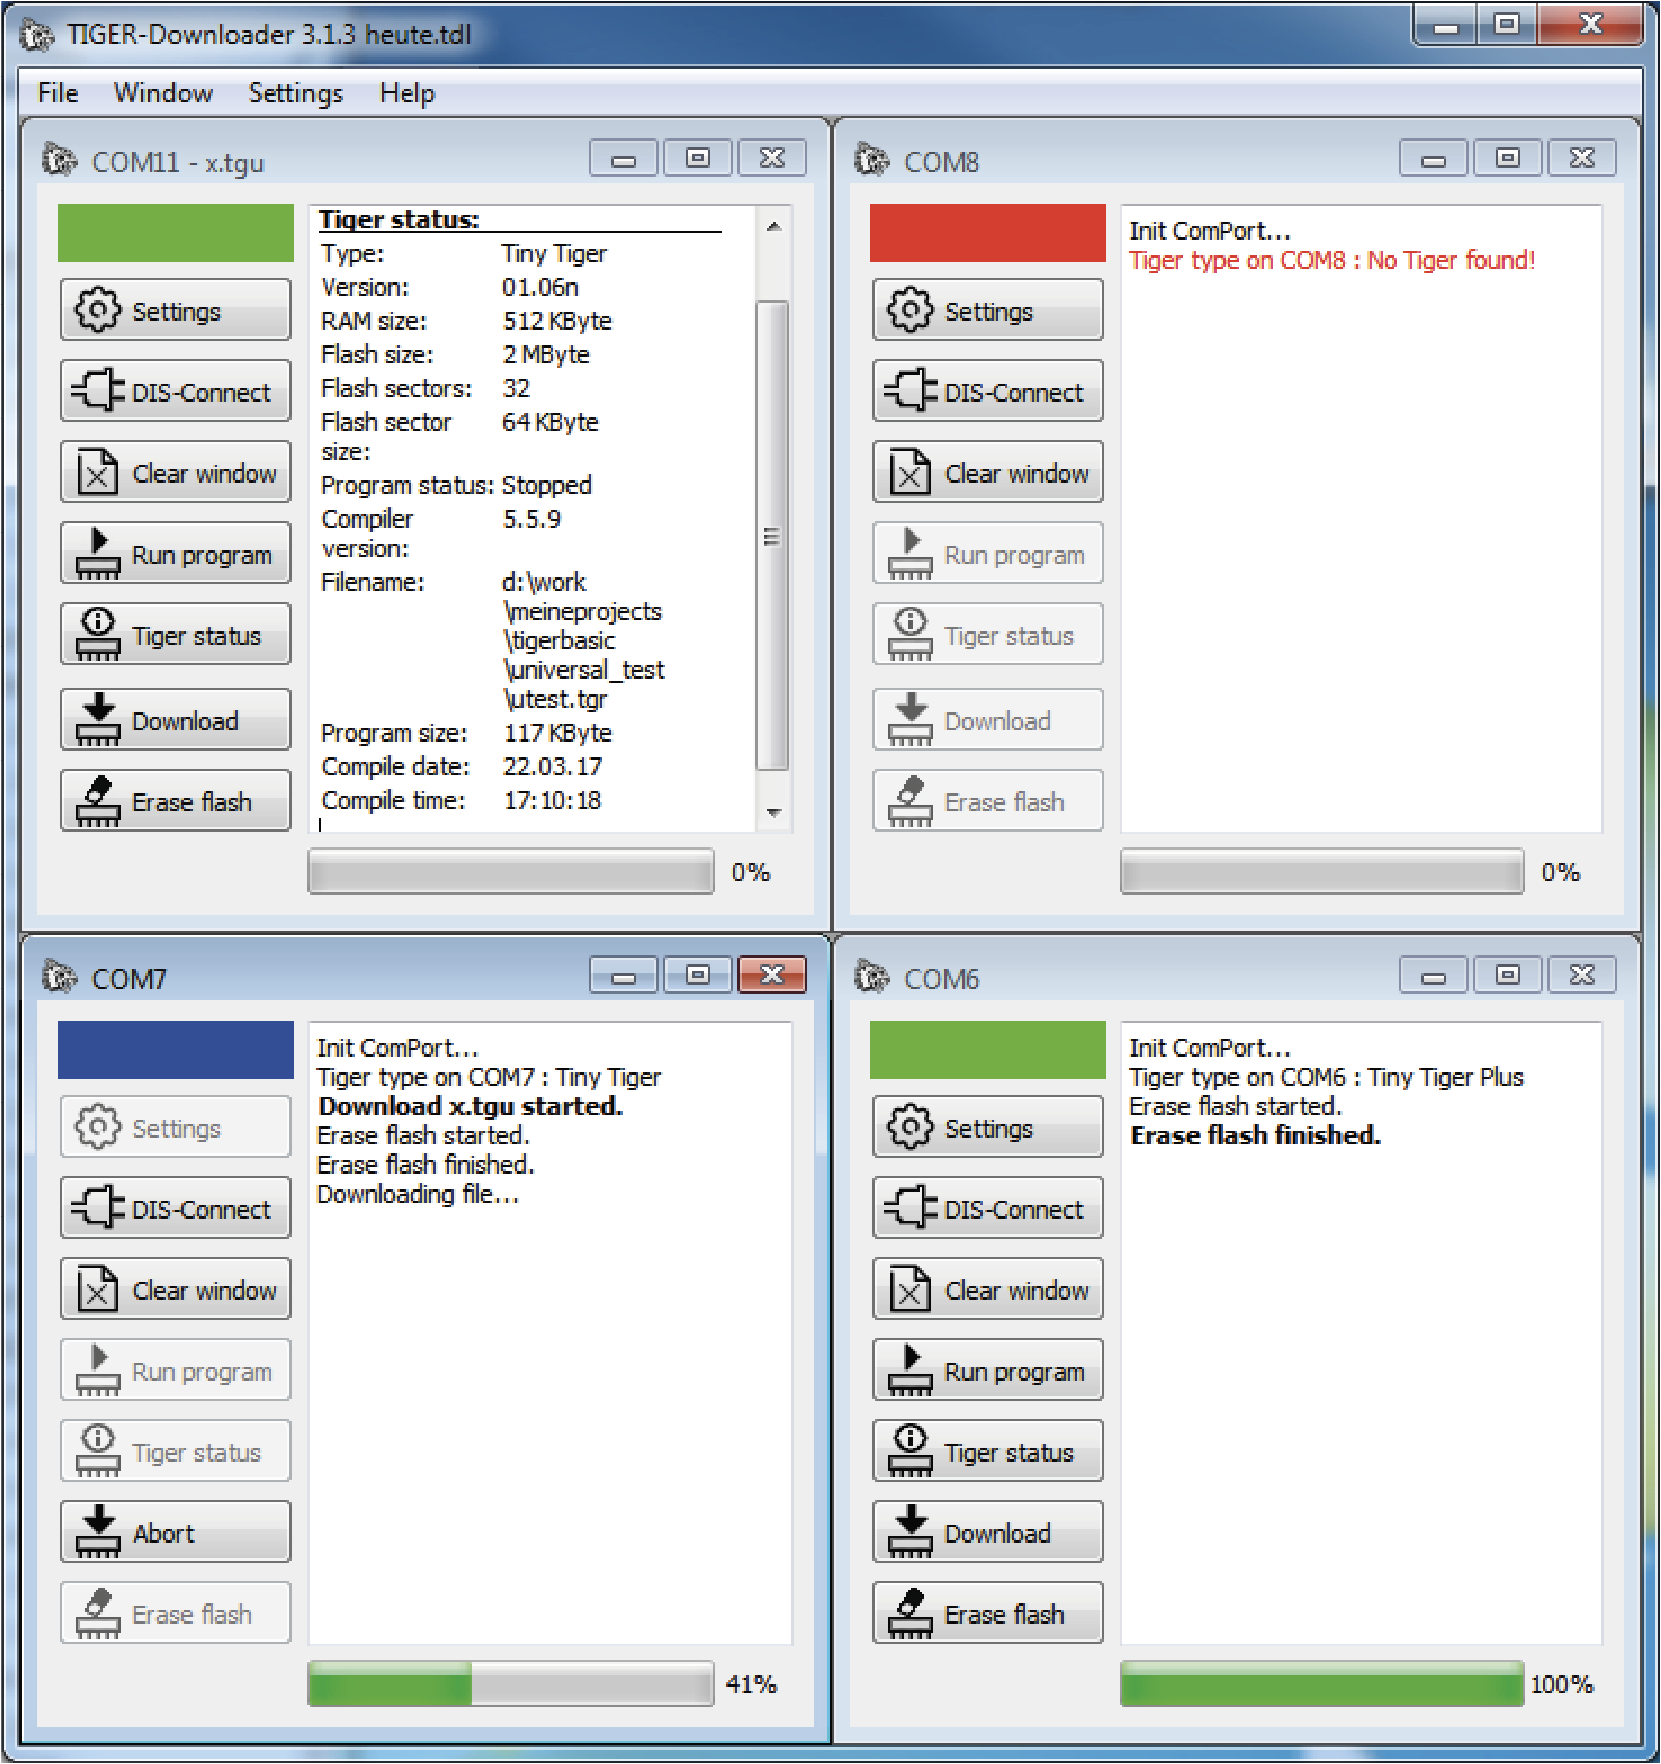 TIGER-Downloader 3.1.3 heute.tdl
File Window Settings Help
COM11 - x.tgu
Settings
DIS-Connect
Clear window
Run program
Tiger status
Download
Erase flash
Tiger status:
Type: Tiny Tiger
Version: 01.06n
RAM size: 512 KByte
Flash size: 2 MByte
Flash sectors: 32
Flash sector 64 KByte
size:
Program status: Stopped
Compiler 5.5.9
version:
Filename: d:\work
\meineprojects
\tigerbasic
\universal_test
\utest.tgr
Program size: 117 KByte
Compile date: 22.03.17
Compile time: 17:10:18
0%
COM8
Settings
DIS-Connect
Clear window
Run program
Tiger status
Download
Erase flash
Init ComPort...
Tiger type on COM8 : No Tiger found!
0%
COM7
Settings
DIS-Connect
Clear window
Run program
Tiger status
Abort
Erase flash
Init ComPort...
Tiger type on COM7 : Tiny Tiger
Download x.tgu started.
Erase flash started.
Erase flash finished.
Downloading file...
41%
COM6
Settings
DIS-Connect
Clear window
Run program
Tiger status
Download
Erase flash
Init ComPort...
Tiger type on COM6 : Tiny Tiger Plus
Erase flash started.
Erase flash finished.
100%